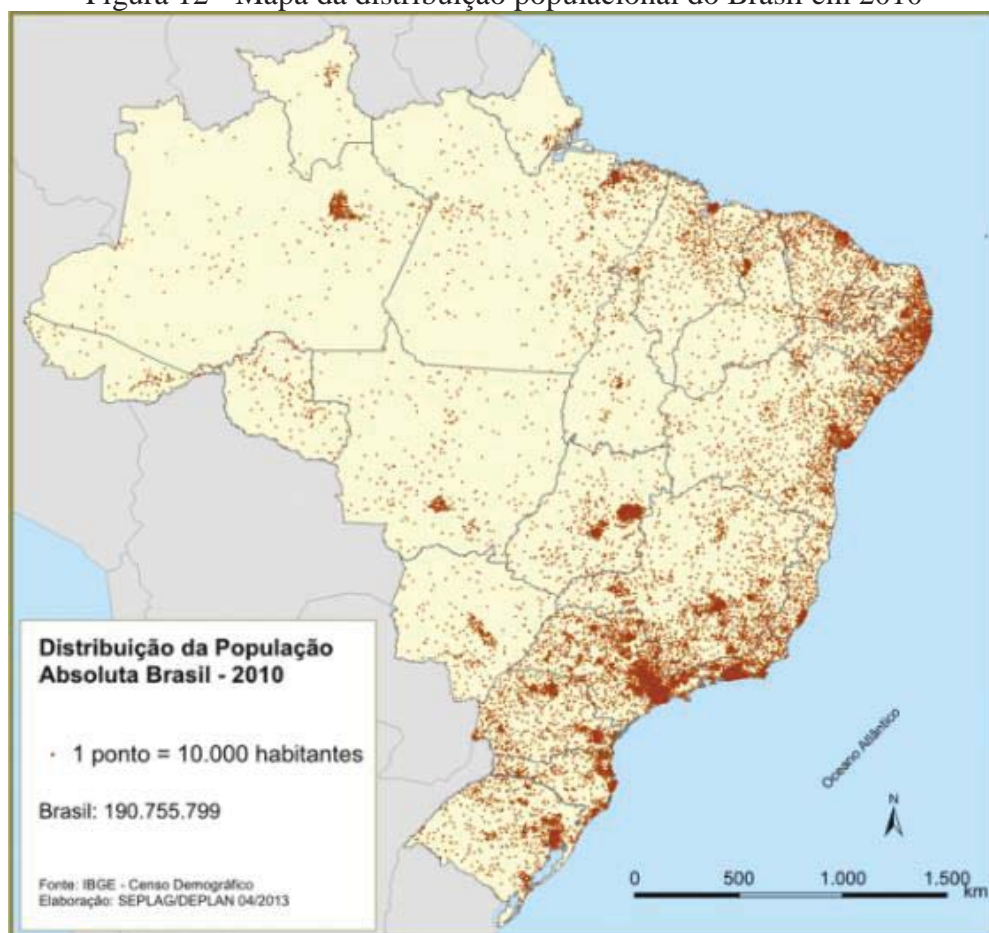 Figura 12 - Mapa da distribuição populacional do Brasil em 2010
Distribuição da População
Absoluta Brasil - 2010
1 ponto = 10.000 habitantes
Brasil: 190.755.799
Fonte: IBGE - Censo Demográfico
Elaboração: SEPLAG/DEPLAN 04/2013
Oceano Atlântico
N
0 500 1.000 1.500
km